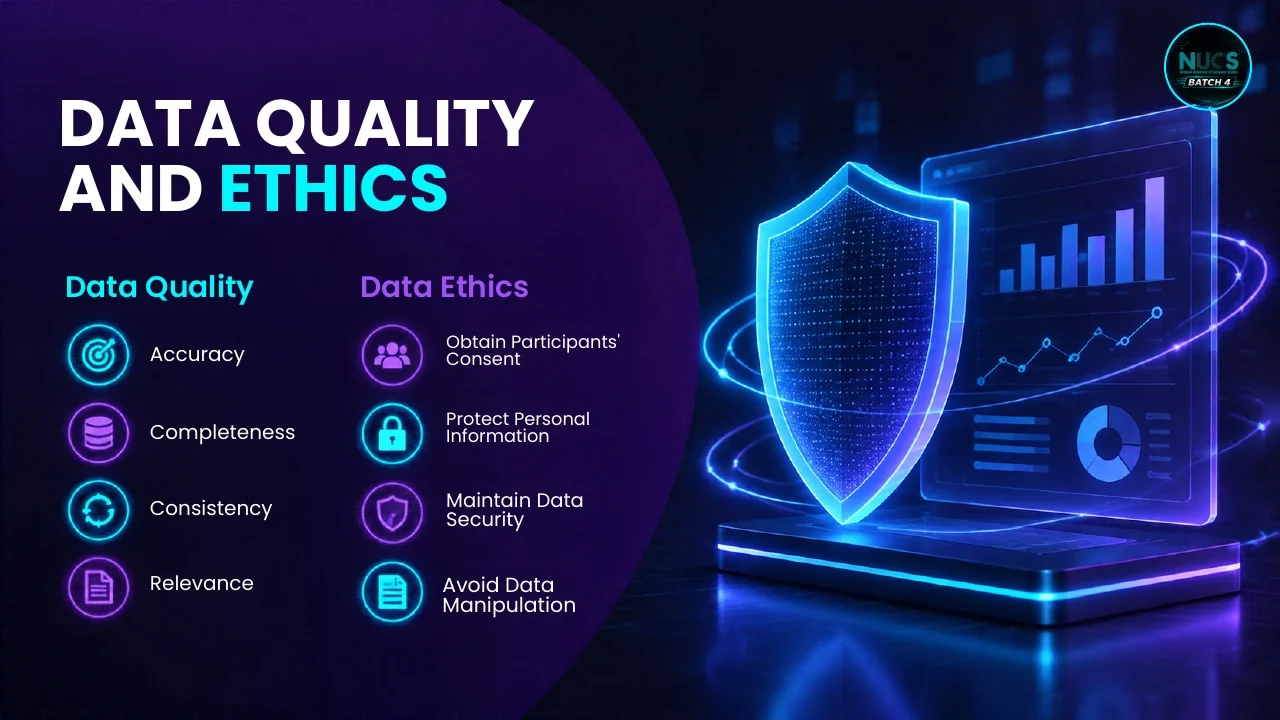 DATA QUALITY
AND ETHICS
Data Quality
Accuracy
Completeness
Consistency
Relevance
Data Ethics
Obtain Participants'
Consent
Protect Personal
Information
Maintain Data
Security
Avoid Data
Manipulation
NUCS
BATCH 4